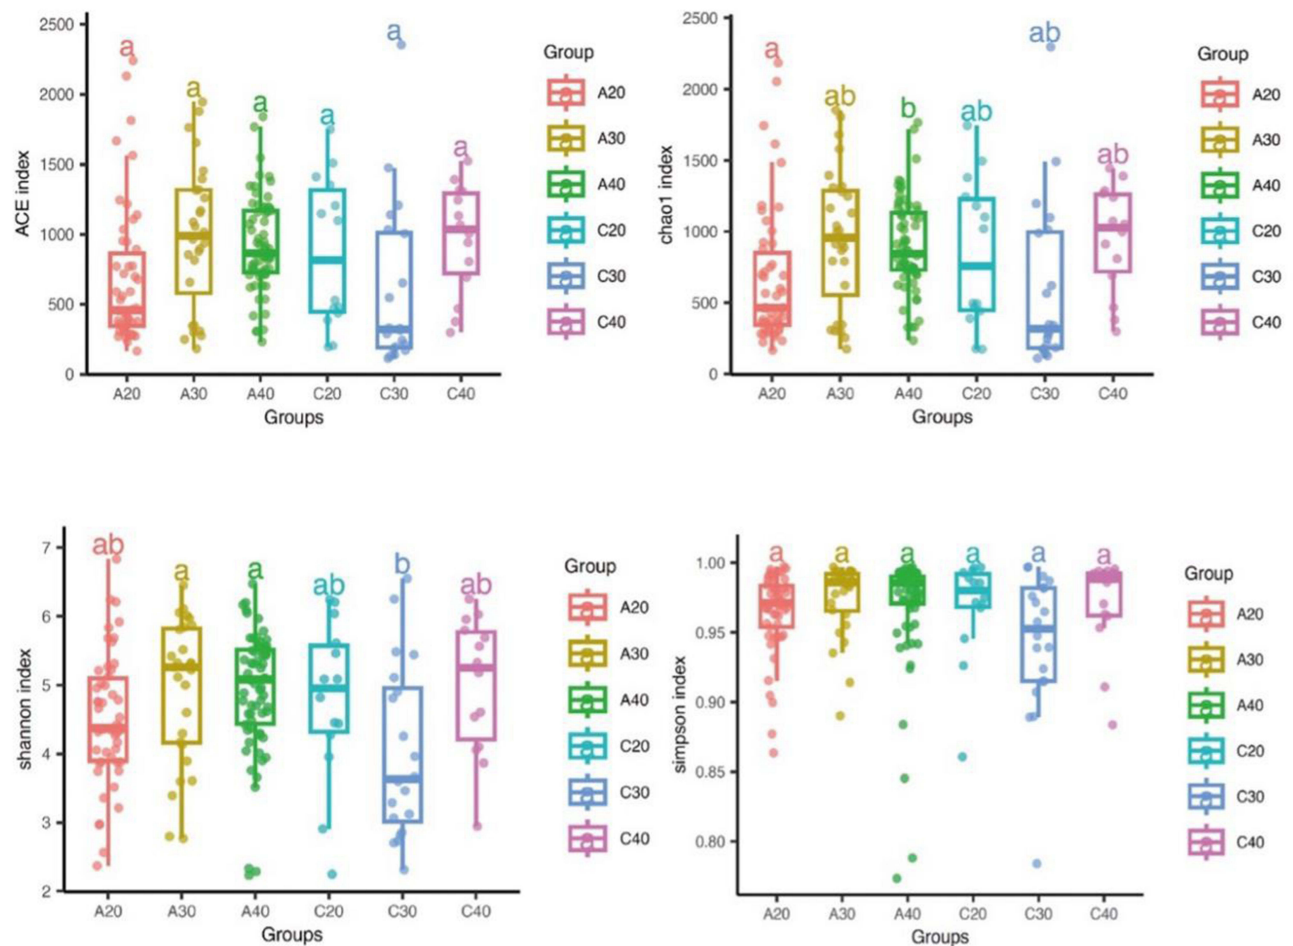 2500
2000
1500
1000
500
0
ACE index
a a a a a a
A20 A30 A40 C20 C30 C40
Groups
Group
A20
A30
A40
C20
C30
C40
2500
2000
1500
1000
500
0
chao1 index
a ab b ab ab ab
A20 A30 A40 C20 C30 C40
Groups
Group
A20
A30
A40
C20
C30
C40
7
6
5
4
3
2
shannon index
ab a a ab b ab
A20 A30 A40 C20 C30 C40
Groups
Group
A20
A30
A40
C20
C30
C40
1.00
0.95
0.90
0.85
0.80
simpson index
a a a a a a
A20 A30 A40 C20 C30 C40
Groups
Group
A20
A30
A40
C20
C30
C40